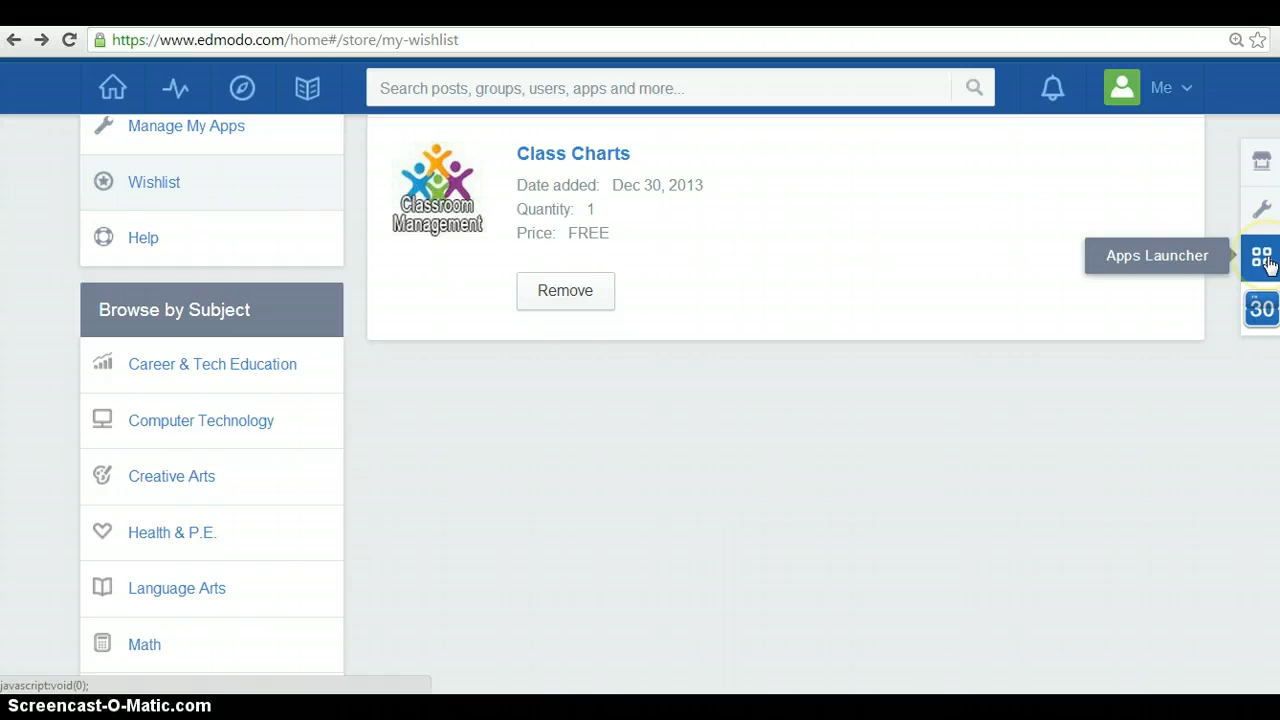 https://www.edmodo.com/home#/store/my-wishlist
Search posts, groups, users, apps and more...
Me
Manage My Apps
Wishlist
Help
Browse by Subject
Career & Tech Education
Computer Technology
Creative Arts
Health & P.E.
Language Arts
Math
Classroom
Management
Class Charts
Date added: Dec 30, 2013
Quantity: 1
Price: FREE
Remove
Apps Launcher
30
javascript:void(0);
Screencast-O-Matic.com